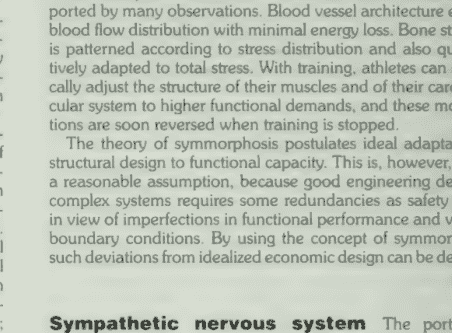 ported by many observations. Blood vessel architecture
blood flow distribution with minimal energy loss. Bone st
is patterned according to stress distribution and also qu
tively adapted to total stress. With training, athletes can
cally adjust the structure of their muscles and of their car
cular system to higher functional demands, and these mo
tions are soon reversed when training is stopped.
The theory of symmorphosis postulates ideal adapta
structural design to functional capacity. This is, however,
a reasonable assumption, because good engineering de
complex systems requires some redundancies as safety
in view of imperfections in functional performance and v
boundary conditions. By using the concept of symmor
such deviations from idealized economic design can be de
Sympathetic nervous system The port